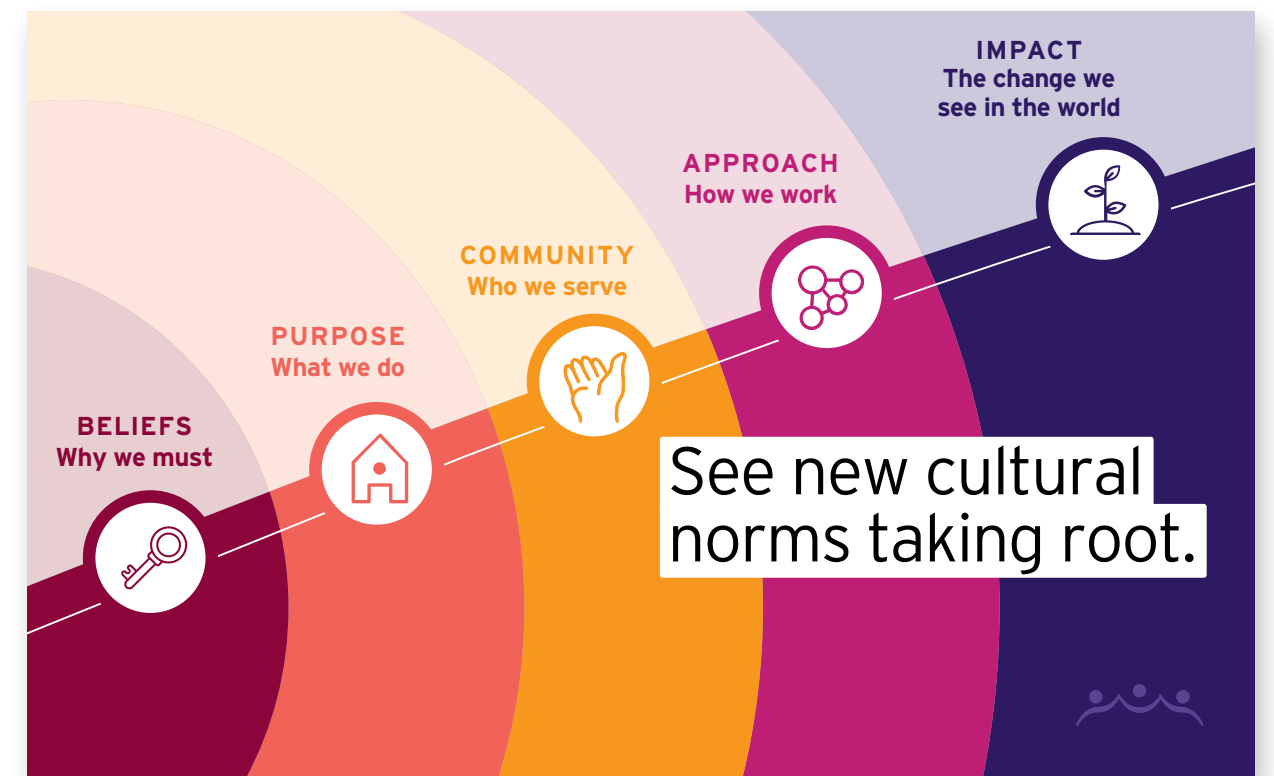 IMPACT
The change we
see in the world
APPROACH
How we work
COMMUNITY
Who we serve
PURPOSE
What we do
BELIEFS
Why we must
See new cultural
norms taking root.